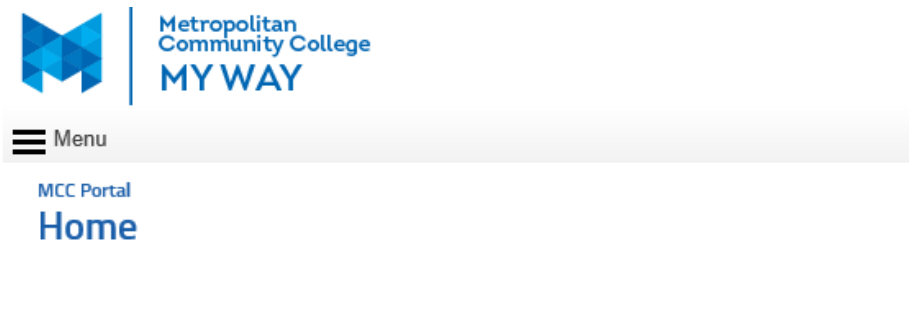 Metropolitan
Community College
MY WAY
Menu
MCC Portal
Home